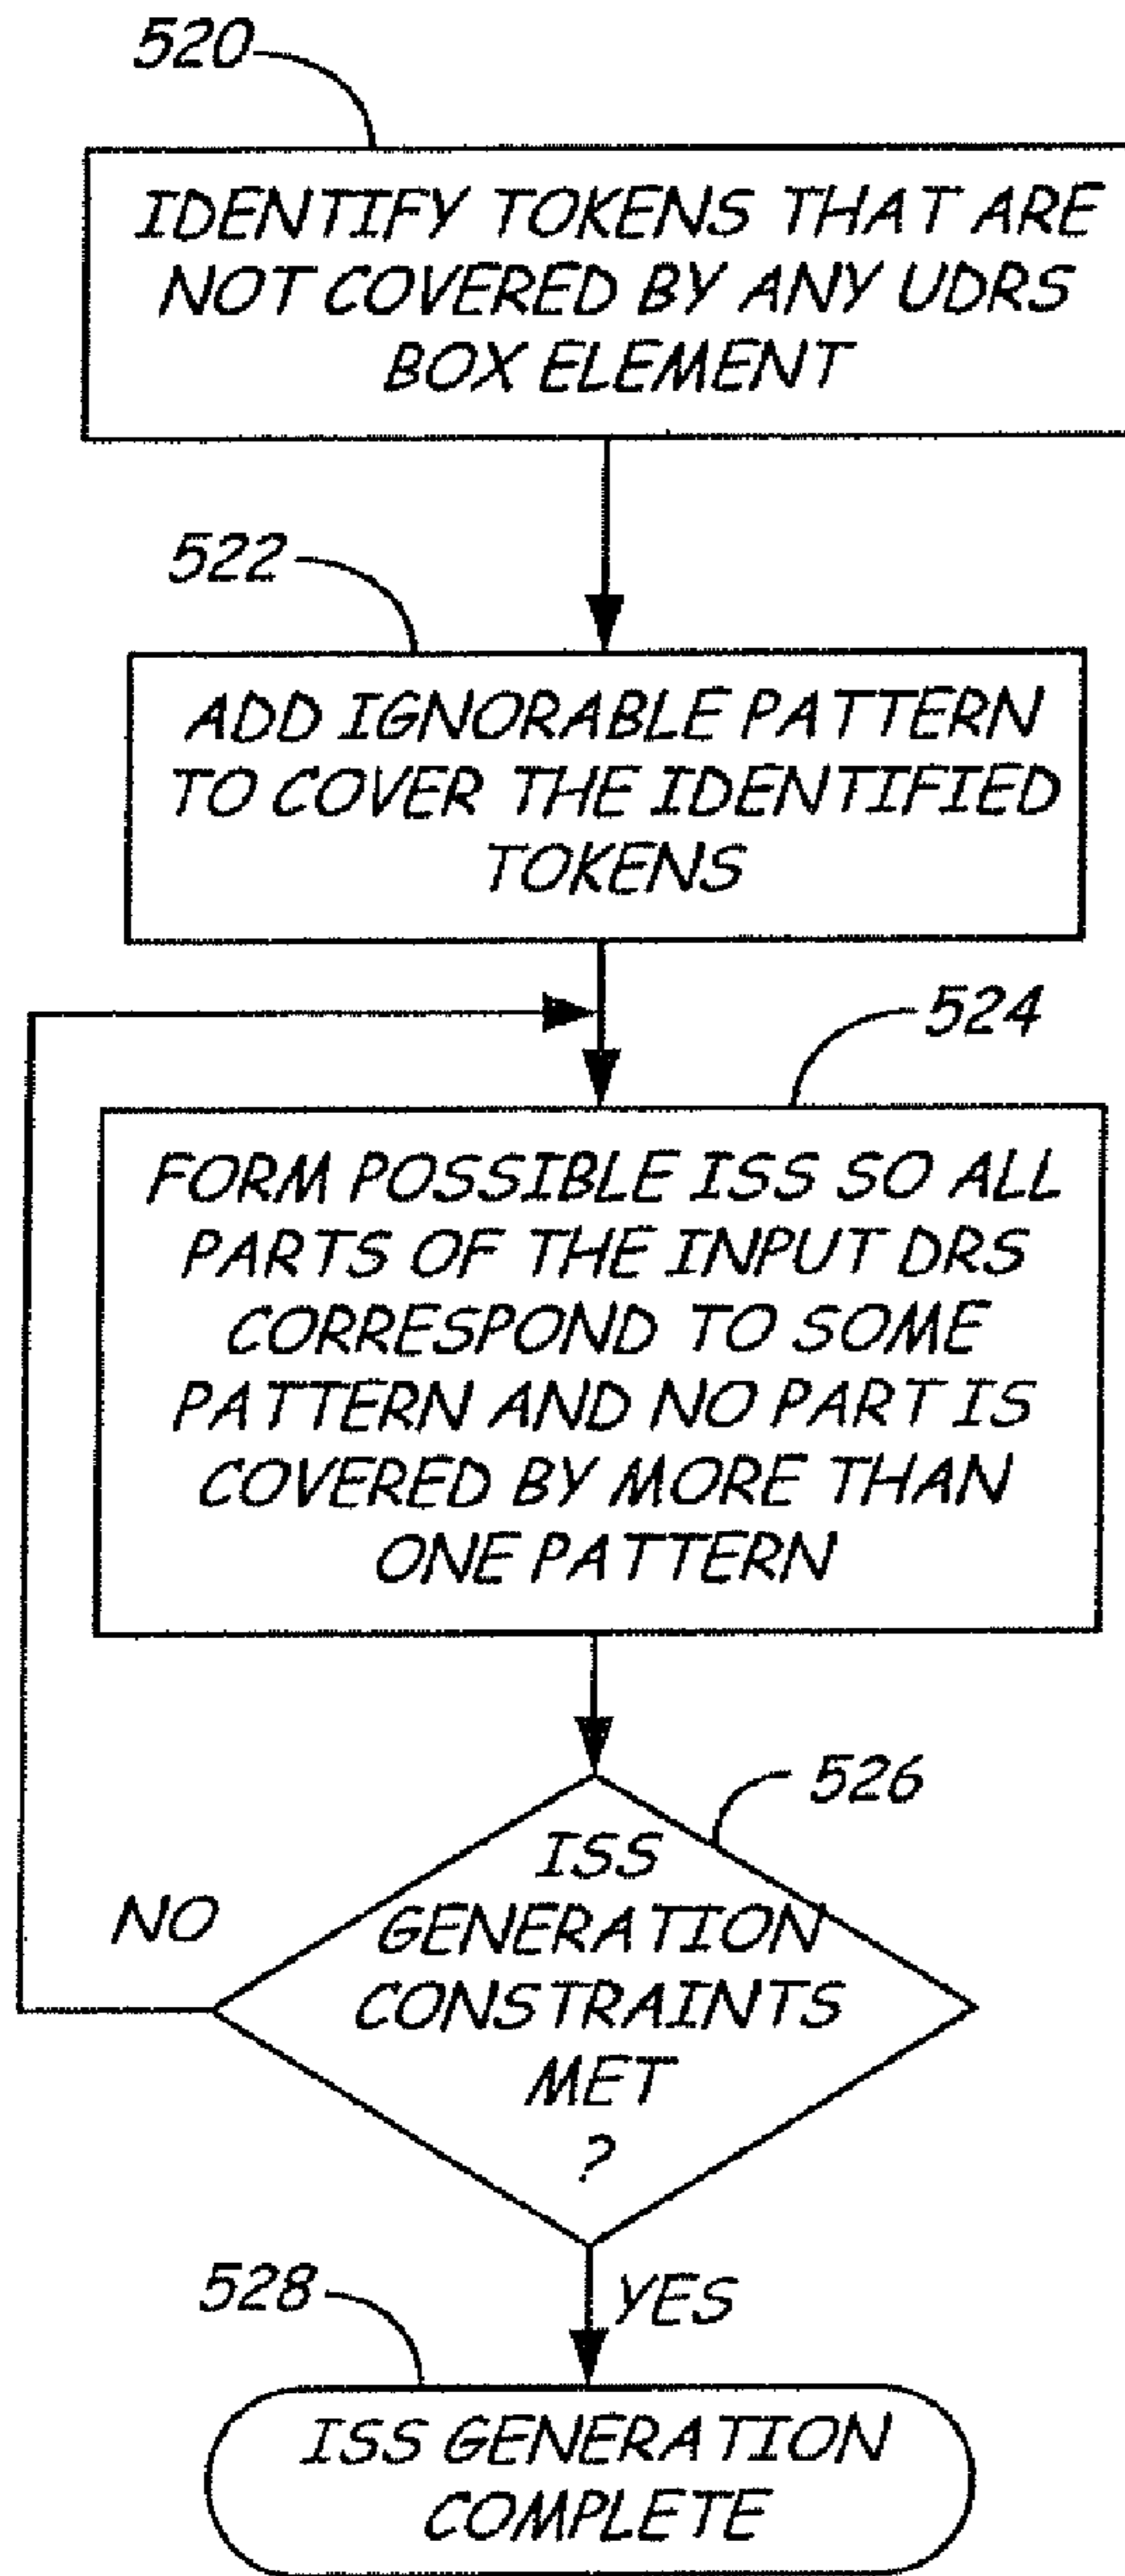 520
IDENTIFY TOKENS THAT ARE
NOT COVERED BY ANY UDRS
BOX ELEMENT
522
ADD IGNORABLE PATTERN
TO COVER THE IDENTIFIED
TOKENS
524
FORM POSSIBLE ISS SO ALL
PARTS OF THE INPUT DRS
CORRESPOND TO SOME
PATTERN AND NO PART IS
COVERED BY MORE THAN
ONE PATTERN
526
ISS
GENERATION
CONSTRAINTS
MET
?
NO
YES
528
ISS GENERATION
COMPLETE